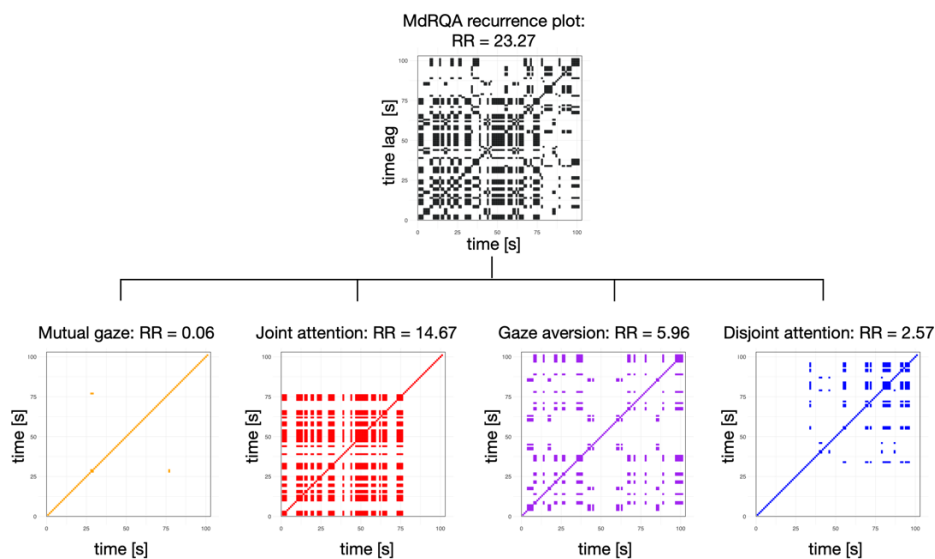 MdRQA recurrence plot:
RR = 23.27
100
75
50
25
0
time lag [s]
0 25 50 75 100
time [s]
Mutual gaze: RR = 0.06
Joint attention: RR = 14.67
Gaze aversion: RR = 5.96
Disjoint attention: RR = 2.57
100
75
50
25
0
time [s]
0 25 50 75 100
time [s]
100
75
50
25
0
time [s]
0 25 50 75 100
time [s]
100
75
50
25
0
time [s]
0 25 50 75 100
time [s]
100
75
50
25
0
time [s]
0 25 50 75 100
time [s]